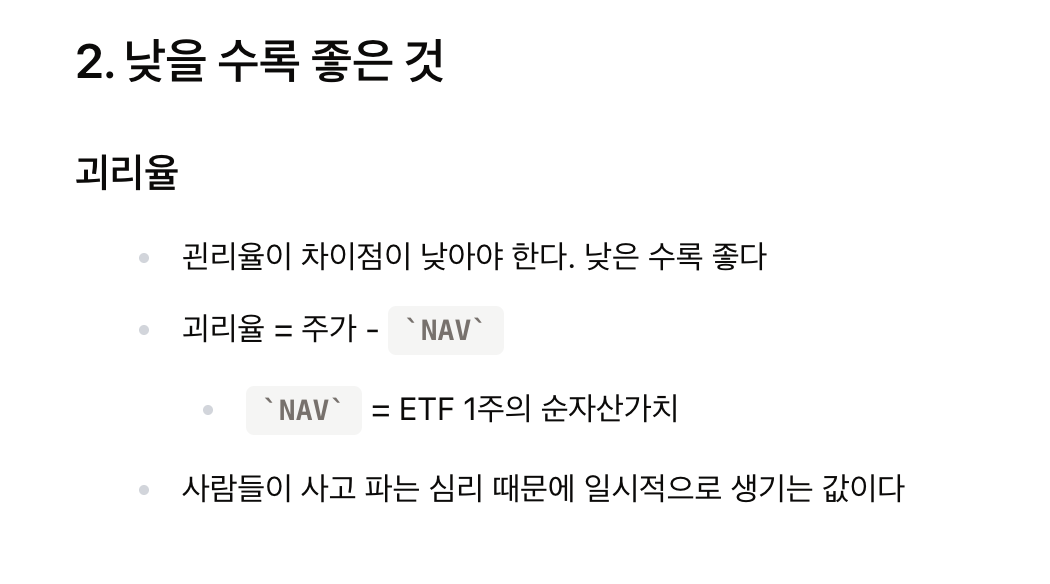 2. 낮을 수록 좋은 것
괴리율
괸리율이 차이점이 낮아야 한다. 낮은 수록 좋다
괴리율 = 주가 - `NAV`
`NAV` = ETF 1주의 순자산가치
사람들이 사고 파는 심리 때문에 일시적으로 생기는 값이다